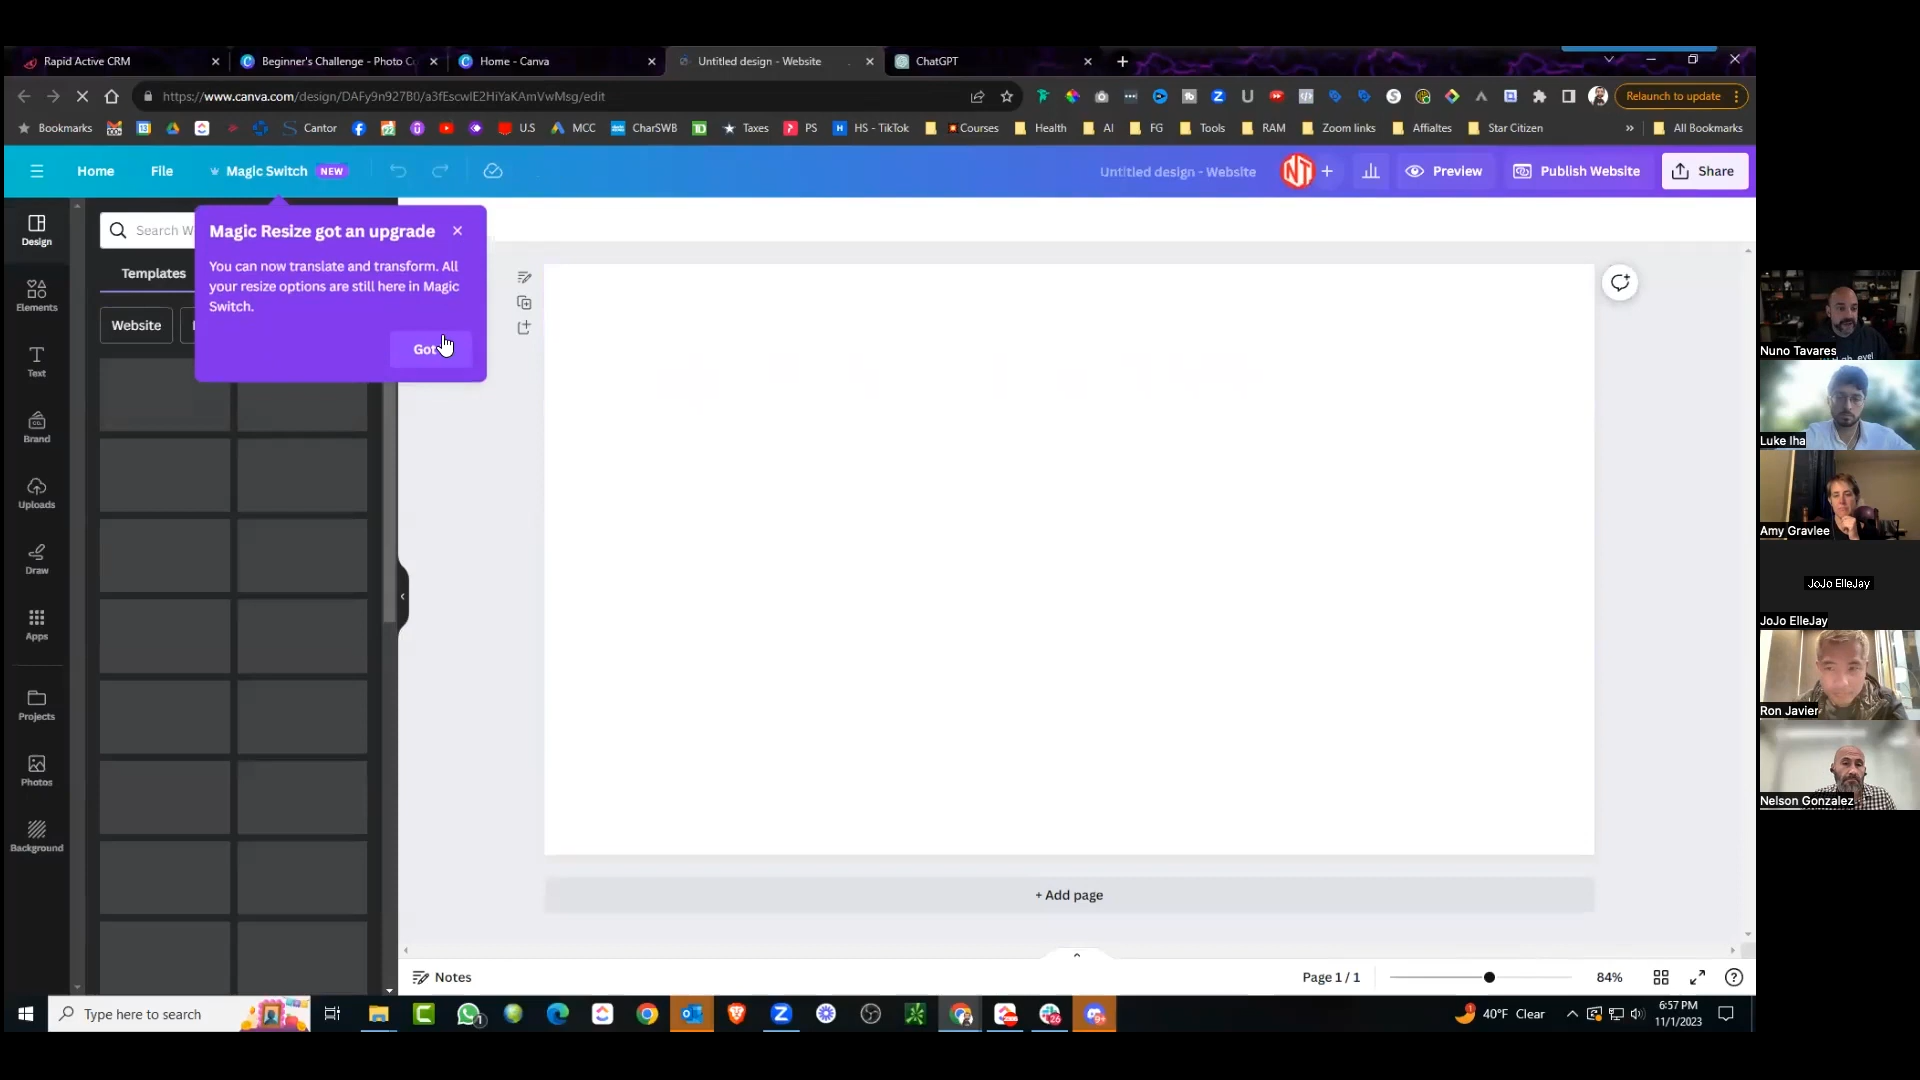 Rapid Active CRM
Beginner's Challenge - Photo Co
Home - Canva
Untitled design - Website
ChatGPT
https://www.canva.com/design/DAFy9n927B0/a3fEscwlE2HiYaKAmVwMsg/edit
Relaunch to update
Bookmarks
Cantor
U.S
MCC
CharSWB
Taxes
PS
HS - TikTok
Courses
Health
AI
FG
Tools
RAM
Zoom links
Affialtes
Star Citizen
All Bookmarks
Home
File
Magic Switch NEW
Untitled design - Website
Preview
Publish Website
Share
Design
Elements
Text
Brand
Uploads
Draw
Apps
Projects
Photos
Background
Search W
Templates
Website
Magic Resize got an upgrade
You can now translate and transform. All
your resize options are still here in Magic
Switch.
Got
+ Add page
Notes
Page 1 / 1
84%
Type here to search
40°F Clear
6:57 PM
11/1/2023
Nuno Tavares
Luke Iha
Amy Gravlee
JoJo ElleJay
JoJo ElleJay
Ron Javier
Nelson Gonzalez